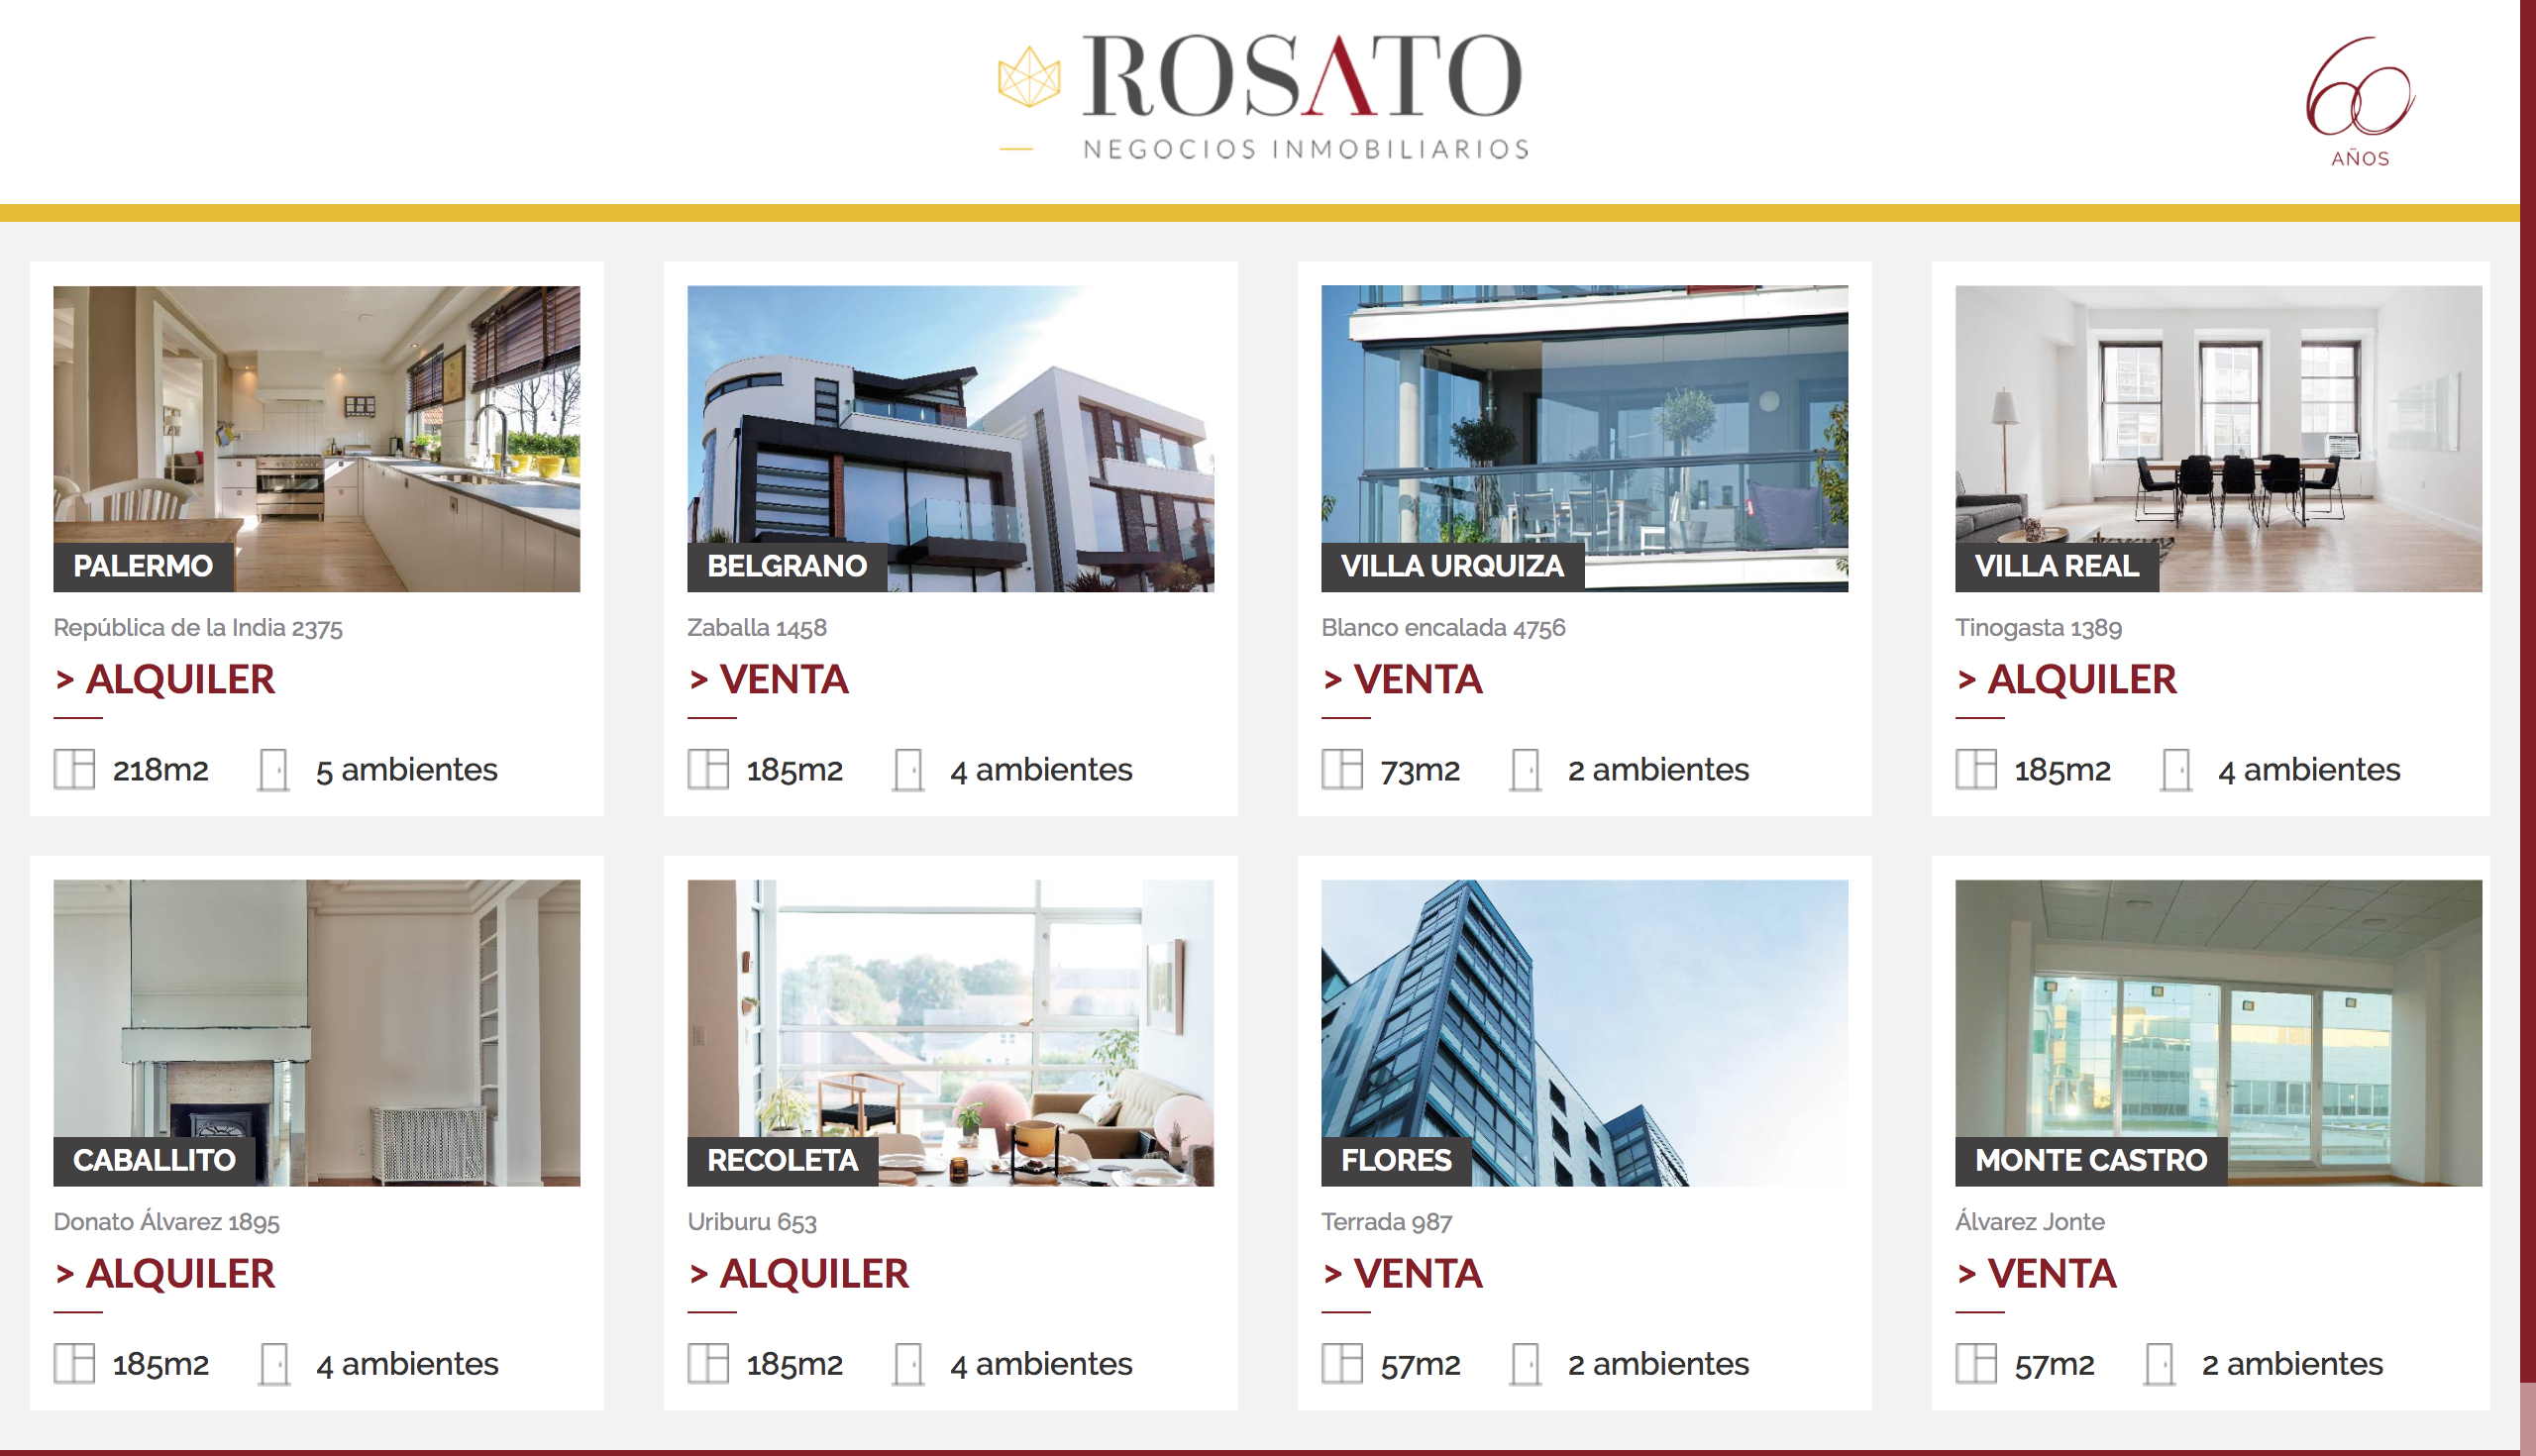 ROSATO
NEGOCIOS INMOBILIARIOS
60
AÑOS
PALERMO
República de la India 2375
> ALQUILER
218m2 5 ambientes
BELGRANO
Zaballa 1458
> VENTA
185m2 4 ambientes
VILLA URQUIZA
Blanco encalada 4756
> VENTA
73m2 2 ambientes
VILLA REAL
Tinogasta 1389
> ALQUILER
185m2 4 ambientes
CABALLITO
Donato Álvarez 1895
> ALQUILER
185m2 4 ambientes
RECOLETA
Uriburu 653
> ALQUILER
185m2 4 ambientes
FLORES
Terrada 987
> VENTA
57m2 2 ambientes
MONTE CASTRO
Álvarez Jonte
> VENTA
57m2 2 ambientes